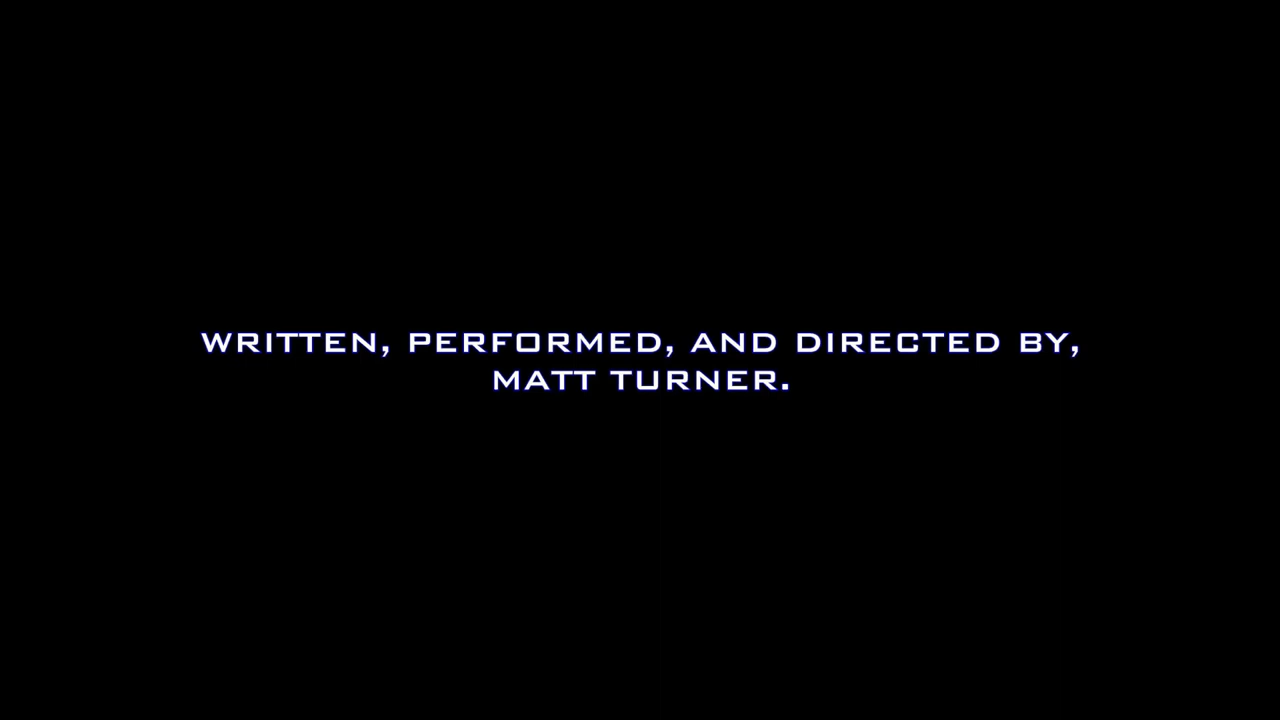 WRITTEN, PERFORMED, AND DIRECTED BY,
MATT TURNER.